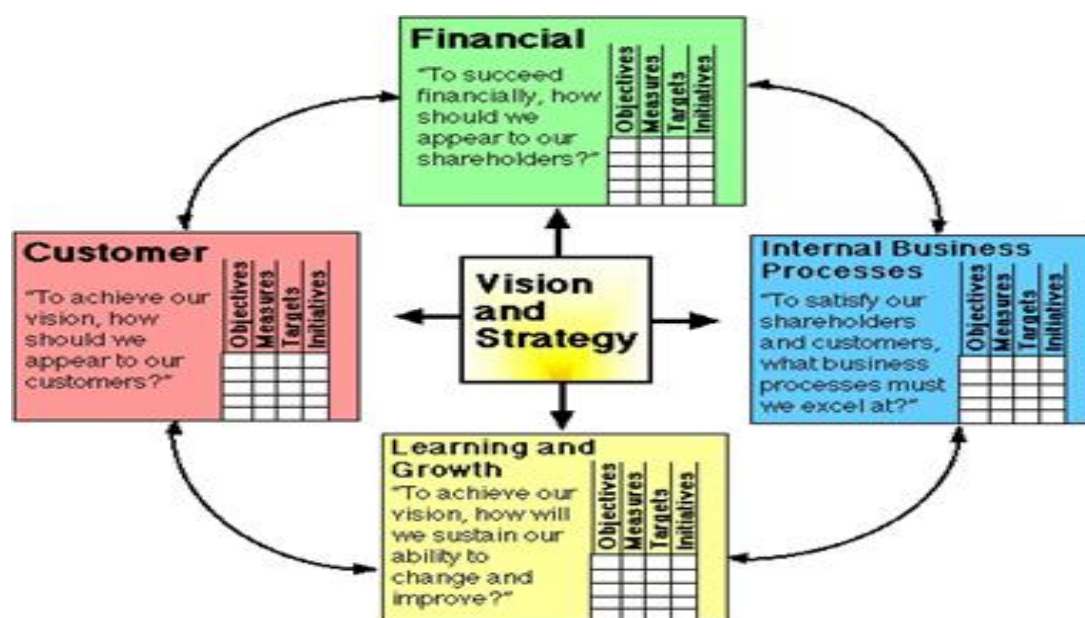 Financial
"To succeed
financially, how
should we
appear to our
shareholders?"
Objectives
Measures
Targets
Initiatives
Customer
"To achieve our
vision, how
should we
appear to our
customers?"
Objectives
Measures
Targets
Initiatives
Vision
and
Strategy
Internal Business
Processes
"To satisfy our
shareholders
and customers,
what business
processes must
we excel at?"
Objectives
Measures
Targets
Initiatives
Learning and
Growth
"To achieve our
vision, how will
we sustain our
ability to
change and
improve?"
Objectives
Measures
Targets
Initiatives